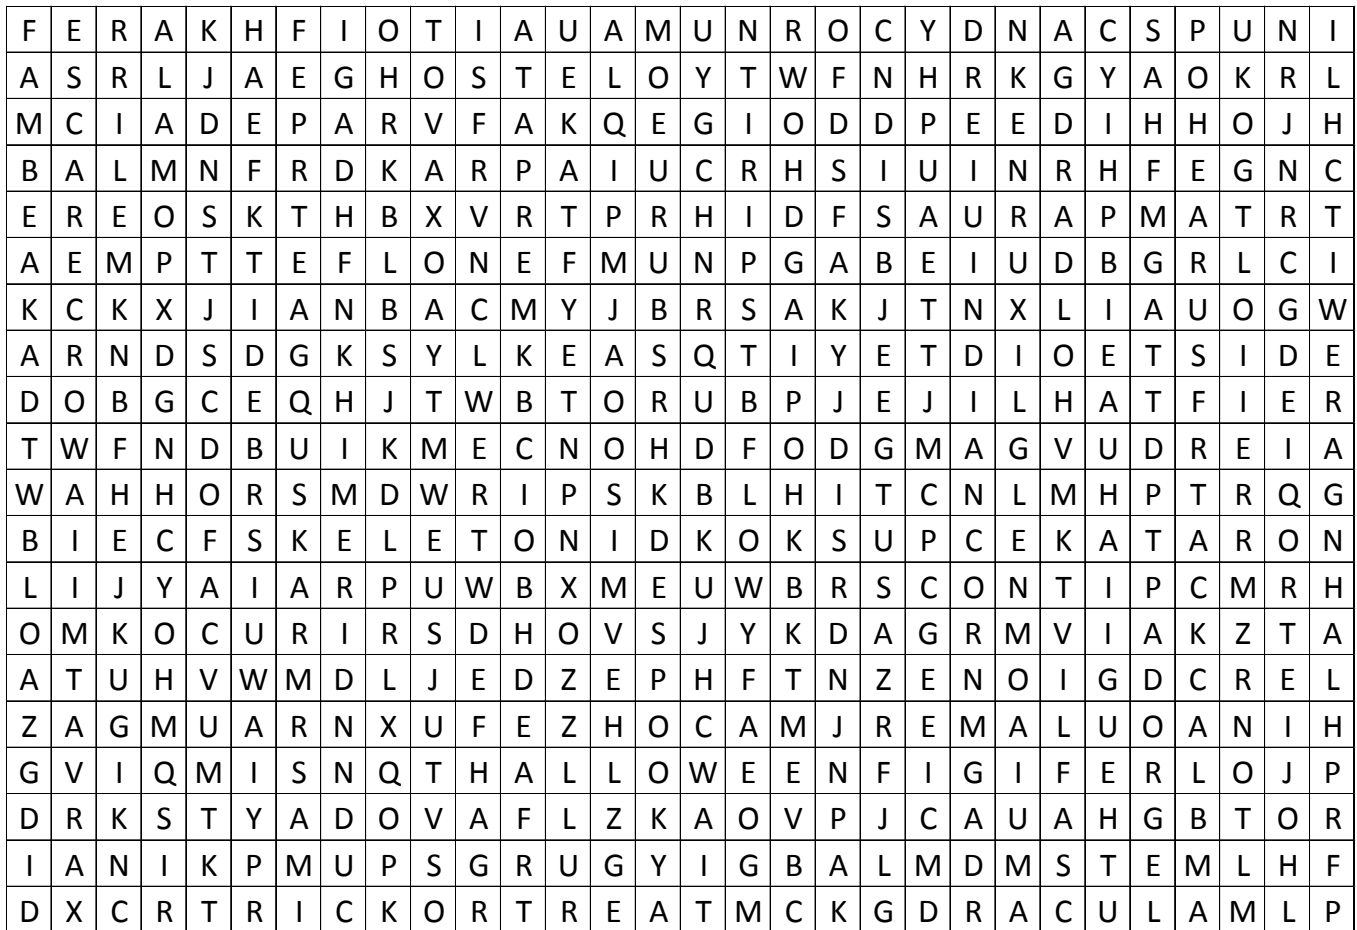 F E R A K H F I O T I A U A M U N R O C Y D N A C S P U N I
A S R L J A E G H O S T E L O Y T W F N H R K G Y A O K R L
M C I A D E P A R V F A K Q E G I O D D P E E D I H H O J H
B A L M N F R D K A R P A I U C R H S I U I N R H F E G N C
E R E O S K T H B X V R T P R H I D F S A U R A P M A T R T
A E M P T T E F L O N E F M U N P G A B E I U D B G R L C I
K C K X J I A N B A C M Y J B R S A K J T N X L I A U O G W
A R N D S D G K S Y L K E A S Q T I Y E T D I O E T S I D E
D O B G C E Q H J T W B T O R U B P J E J I L H A T F I E R
T W F N D B U I K M E C N O H D F O D G M A G V U D R E I A
W A H H O R S M D W R I P S K B L H I T C N L M H P T R Q G
B I E C F S K E L E T O N I D K O K S U P C E K A T A R O N
L I J Y A I A R P U W B X M E U W B R S C O N T I P C M R H
O M K O C U R I R S D H O V S J Y K D A G R M V I A K Z T A
A T U H V W M D L J E D Z E P H F T N Z E N O I G D C R E L
Z A G M U A R N X U F E Z H O C A M J R E M A L U O A N I H
G V I Q M I S N Q T H A L L O W E E N F I G I F E R L O J P
D R K S T Y A D O V A F L Z K A O V P J C A U A H G B T O R
I A N I K P M U P S G R U G Y I G B A L M D M S T E M L H F
D X C R T R I C K O R T R E A T M C K G D R A C U L A M L P